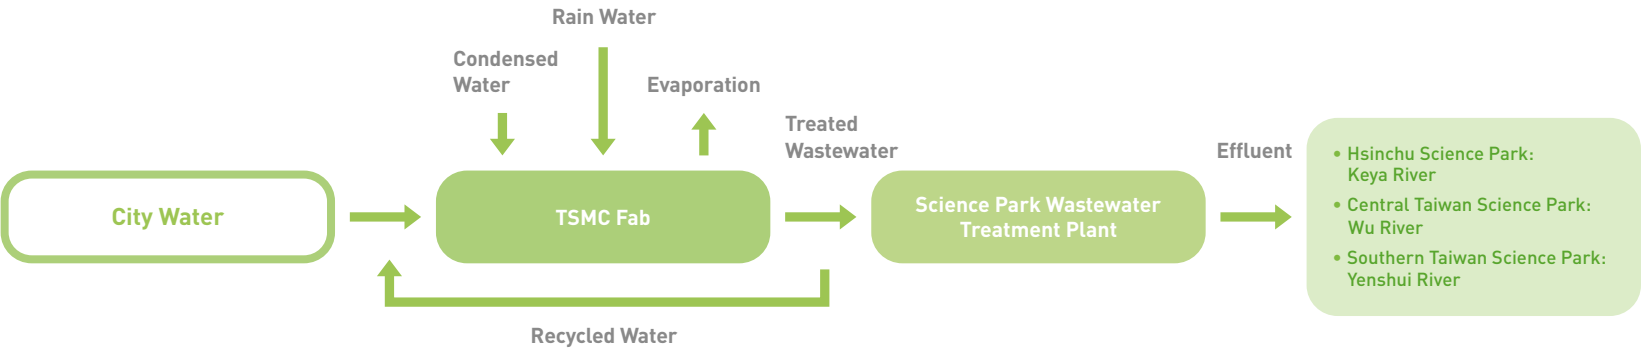 Rain Water
Condensed
Water
Evaporation
Treated
Wastewater
Effluent
City Water
TSMC Fab
Science Park Wastewater
Treatment Plant
• Hsinchu Science Park:
Keya River
• Central Taiwan Science Park:
Wu River
• Southern Taiwan Science Park:
Yenshui River
Recycled Water